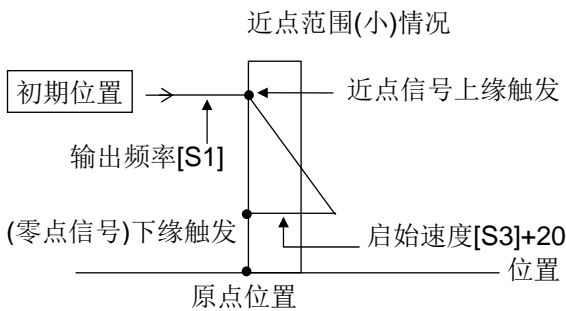 近点范围(小)情况
初期位置
近点信号上缘触发
输出频率[S1]
(零点信号)下缘触发
启始速度[S3]+20
位置
原点位置